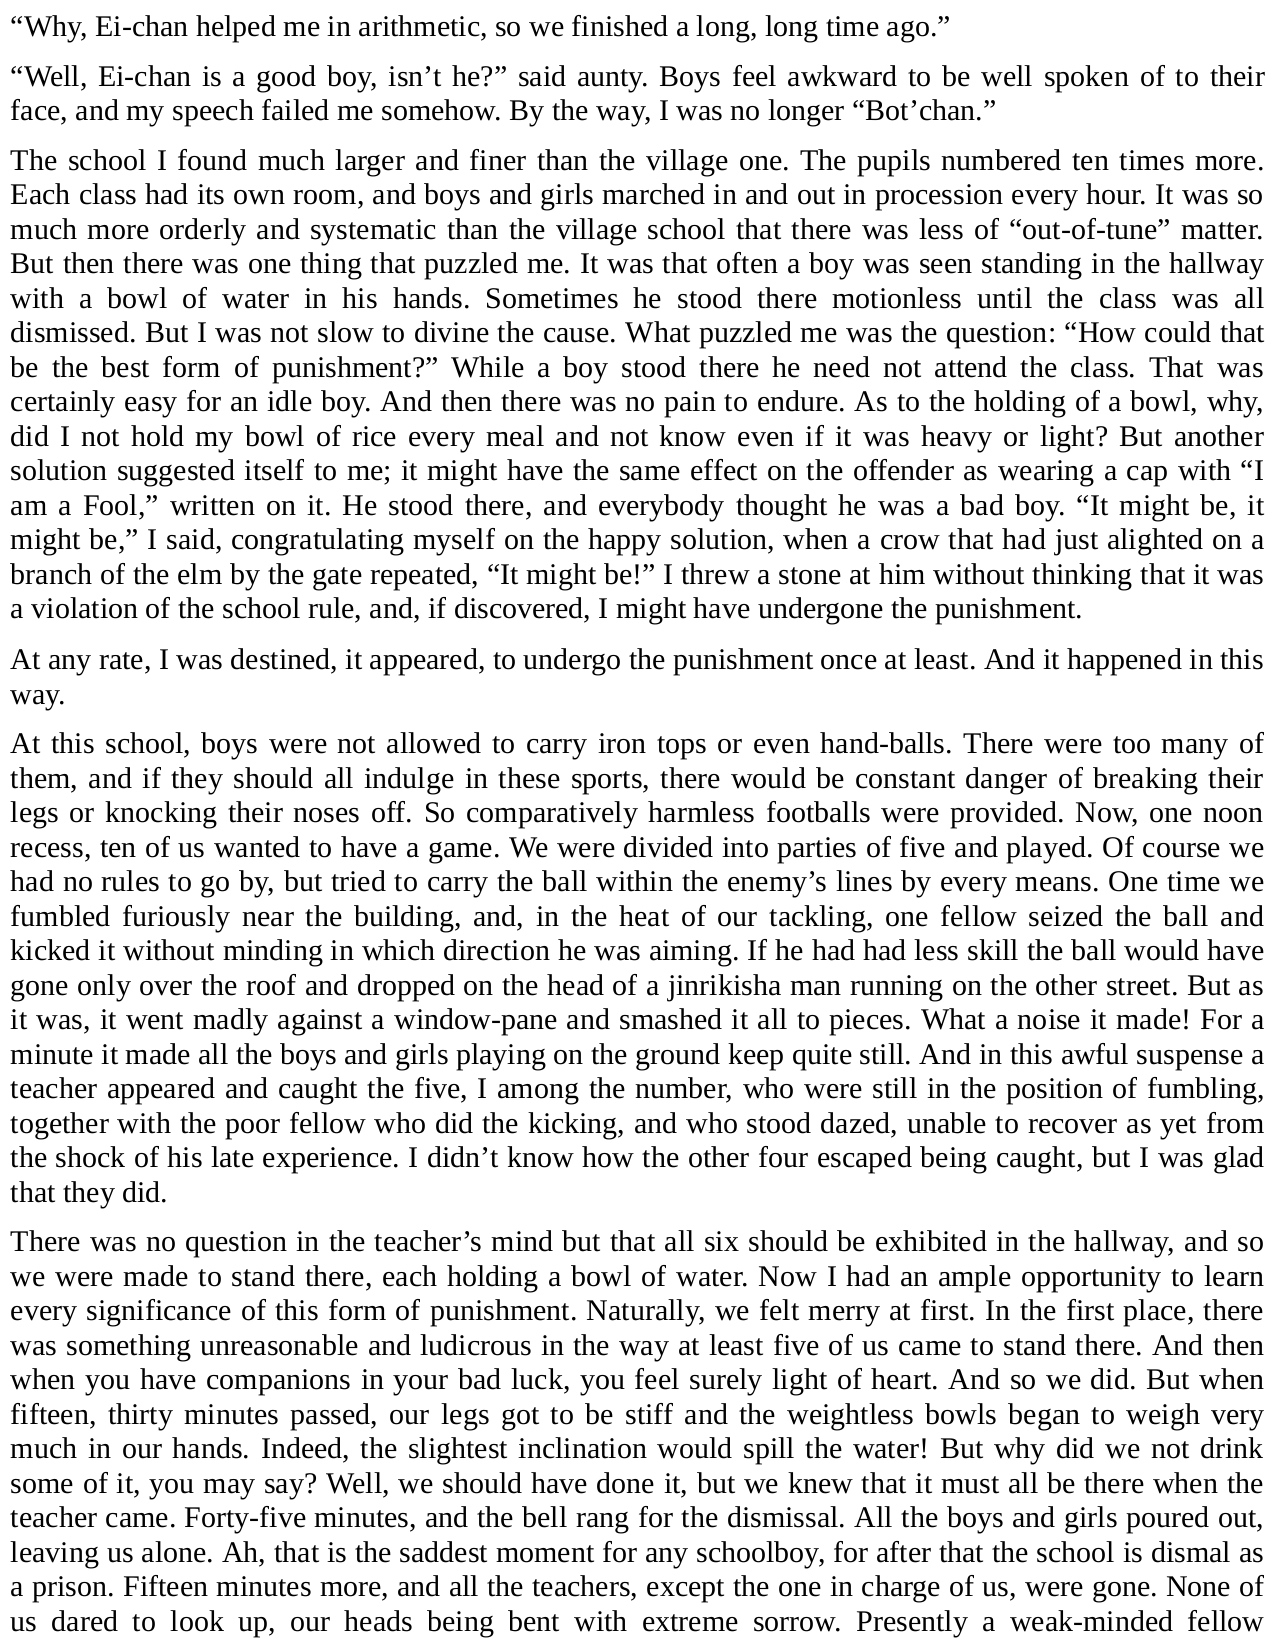 “Why, Ei-chan helped me in arithmetic, so we finished a long, long time ago.”
“Well, Ei-chan is a good boy, isn’t he?” said aunty. Boys feel awkward to be well spoken of to their
face, and my speech failed me somehow. By the way, I was no longer “Bot’chan.”
The school I found much larger and finer than the village one. The pupils numbered ten times more.
Each class had its own room, and boys and girls marched in and out in procession every hour. It was so
much more orderly and systematic than the village school that there was less of “out-of-tune” matter.
But then there was one thing that puzzled me. It was that often a boy was seen standing in the hallway
with a bowl of water in his hands. Sometimes he stood there motionless until the class was all
dismissed. But I was not slow to divine the cause. What puzzled me was the question: “How could that
be the best form of punishment?” While a boy stood there he need not attend the class. That was
certainly easy for an idle boy. And then there was no pain to endure. As to the holding of a bowl, why,
did I not hold my bowl of rice every meal and not know even if it was heavy or light? But another
solution suggested itself to me; it might have the same effect on the offender as wearing a cap with “I
am a Fool,” written on it. He stood there, and everybody thought he was a bad boy. “It might be, it
might be,” I said, congratulating myself on the happy solution, when a crow that had just alighted on a
branch of the elm by the gate repeated, “It might be!” I threw a stone at him without thinking that it was
a violation of the school rule, and, if discovered, I might have undergone the punishment.
At any rate, I was destined, it appeared, to undergo the punishment once at least. And it happened in this
way.
At this school, boys were not allowed to carry iron tops or even hand-balls. There were too many of
them, and if they should all indulge in these sports, there would be constant danger of breaking their
legs or knocking their noses off. So comparatively harmless footballs were provided. Now, one noon
recess, ten of us wanted to have a game. We were divided into parties of five and played. Of course we
had no rules to go by, but tried to carry the ball within the enemy’s lines by every means. One time we
fumbled furiously near the building, and, in the heat of our tackling, one fellow seized the ball and
kicked it without minding in which direction he was aiming. If he had had less skill the ball would have
gone only over the roof and dropped on the head of a jinrikisha man running on the other street. But as
it was, it went madly against a window-pane and smashed it all to pieces. What a noise it made! For a
minute it made all the boys and girls playing on the ground keep quite still. And in this awful suspense a
teacher appeared and caught the five, I among the number, who were still in the position of fumbling,
together with the poor fellow who did the kicking, and who stood dazed, unable to recover as yet from
the shock of his late experience. I didn’t know how the other four escaped being caught, but I was glad
that they did.
There was no question in the teacher’s mind but that all six should be exhibited in the hallway, and so
we were made to stand there, each holding a bowl of water. Now I had an ample opportunity to learn
every significance of this form of punishment. Naturally, we felt merry at first. In the first place, there
was something unreasonable and ludicrous in the way at least five of us came to stand there. And then
when you have companions in your bad luck, you feel surely light of heart. And so we did. But when
fifteen, thirty minutes passed, our legs got to be stiff and the weightless bowls began to weigh very
much in our hands. Indeed, the slightest inclination would spill the water! But why did we not drink
some of it, you may say? Well, we should have done it, but we knew that it must all be there when the
teacher came. Forty-five minutes, and the bell rang for the dismissal. All the boys and girls poured out,
leaving us alone. Ah, that is the saddest moment for any schoolboy, for after that the school is dismal as
a prison. Fifteen minutes more, and all the teachers, except the one in charge of us, were gone. None of
us dared to look up, our heads being bent with extreme sorrow. Presently a weak-minded fellow